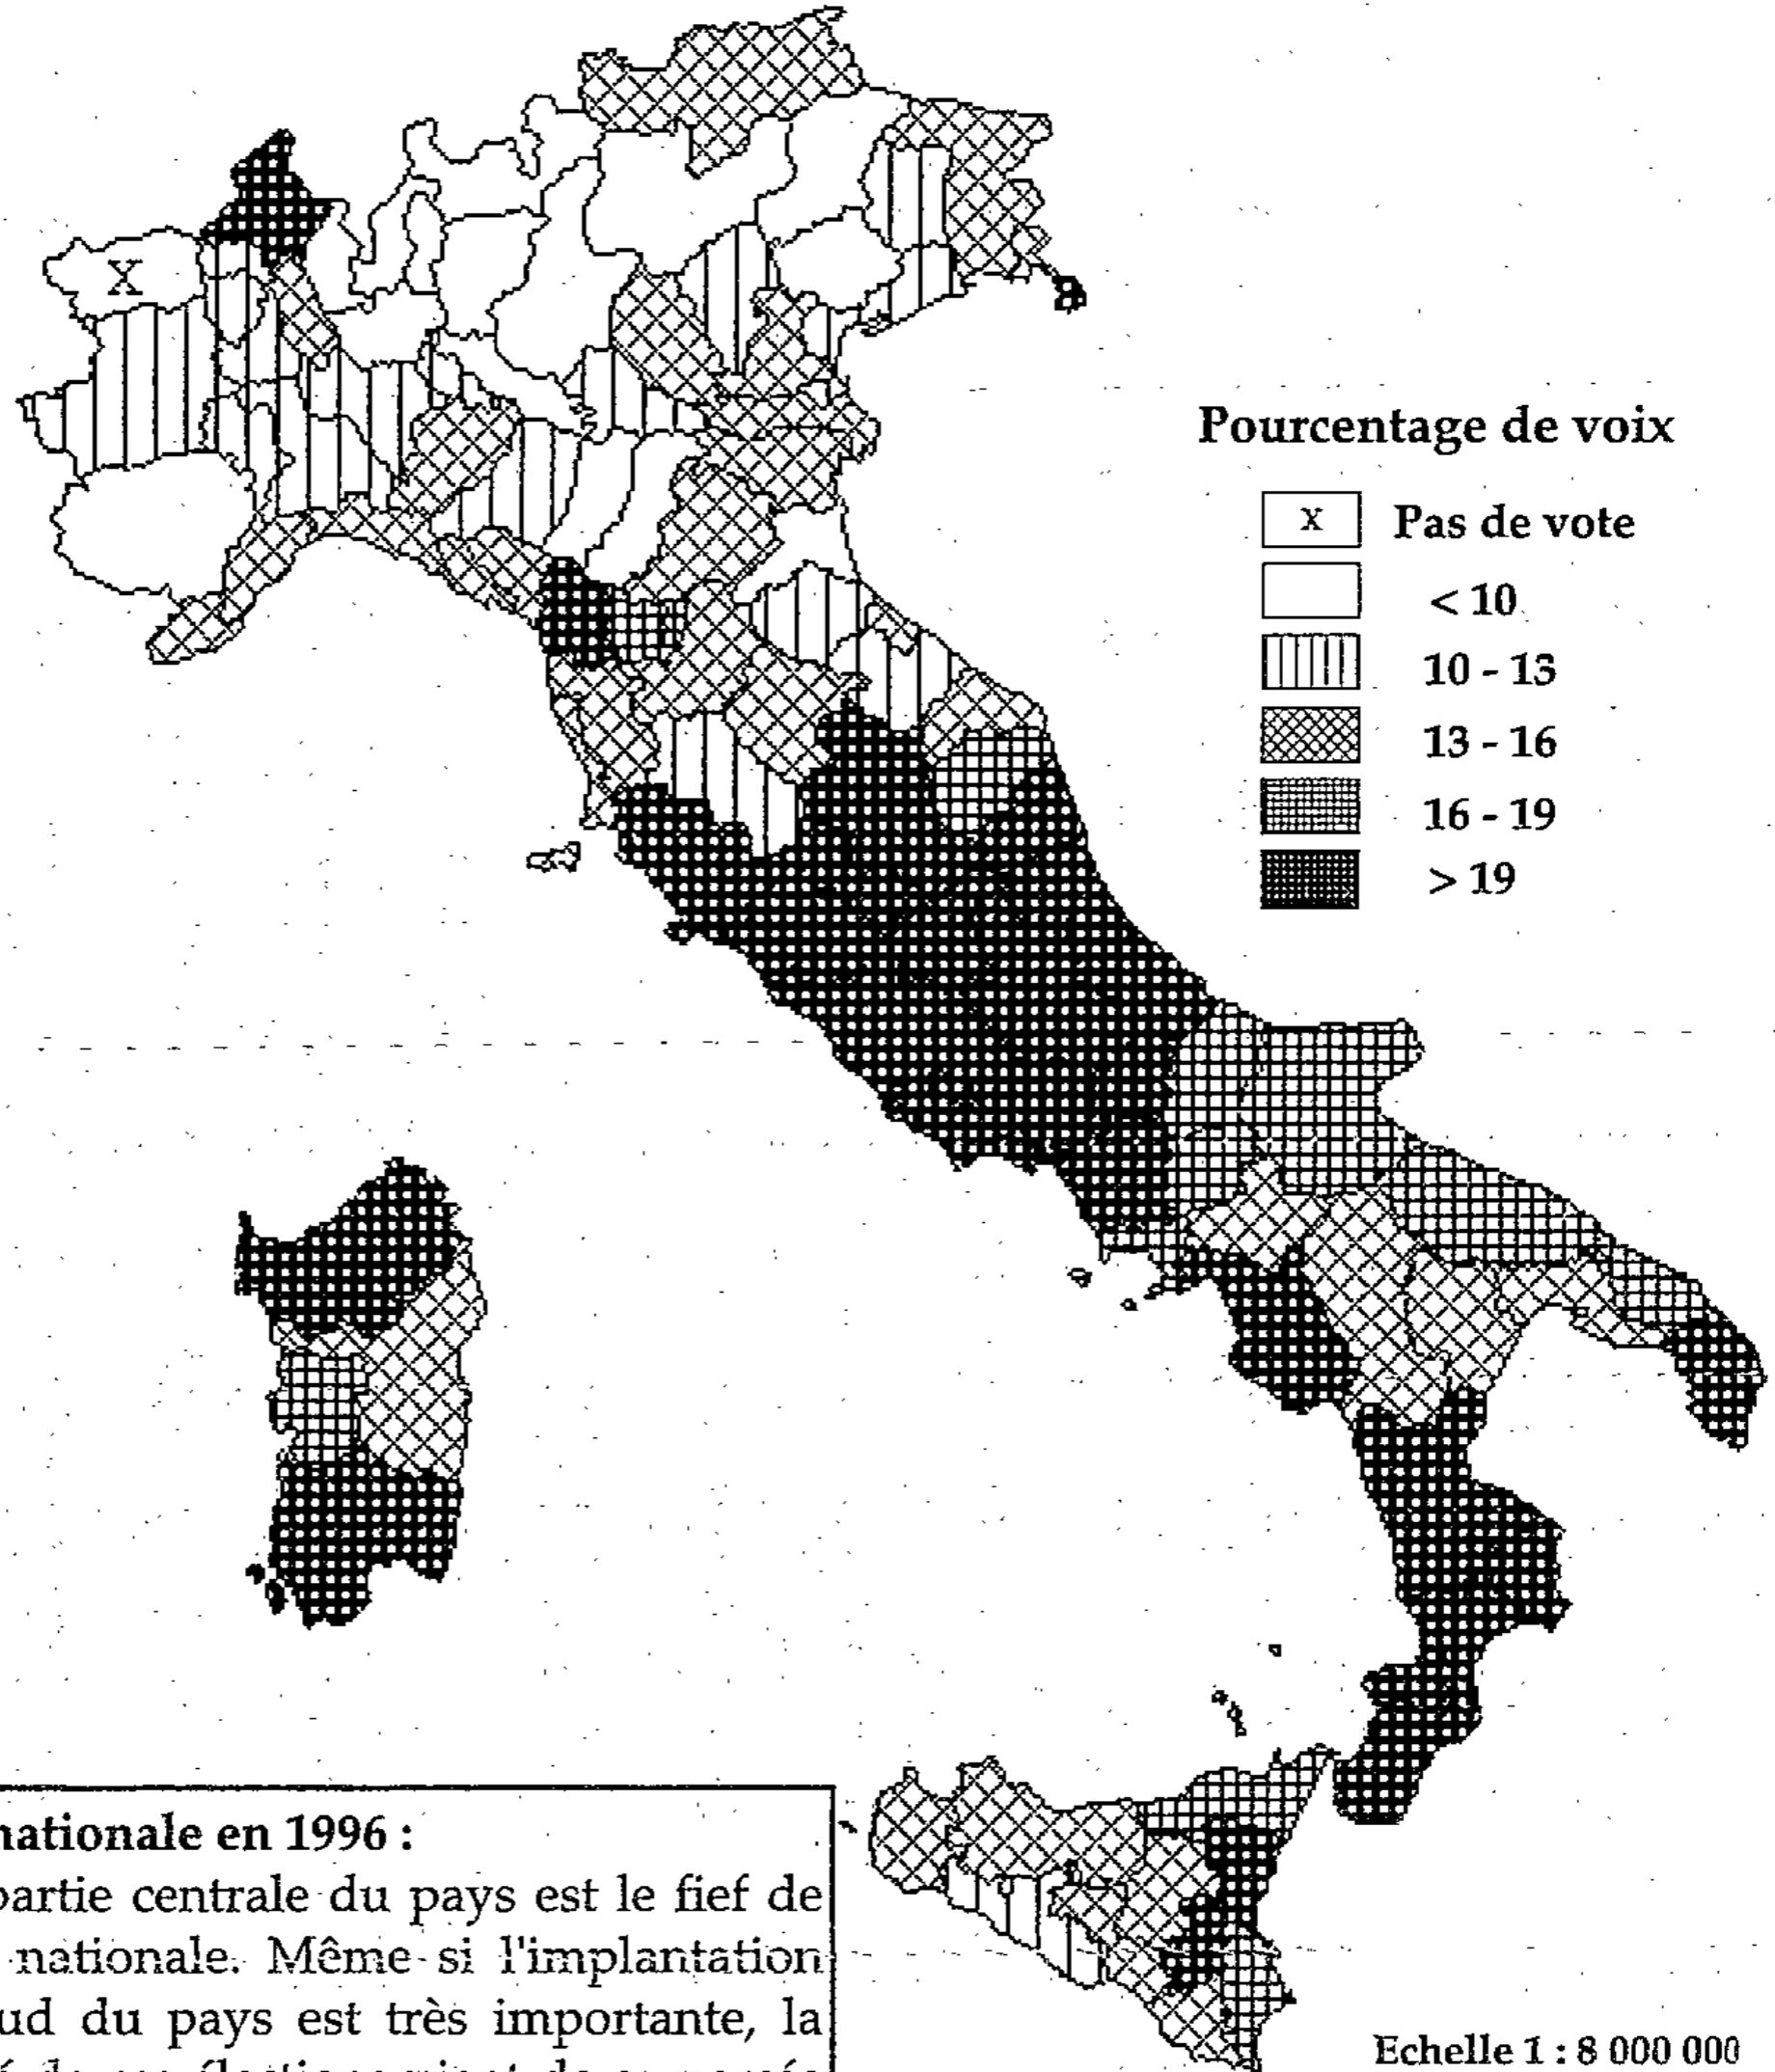 X
Pourcentage de voix
X Pas de vote
< 10
10 - 13
13 - 16
16 - 19
> 19
nationale en 1996 :
partie centrale du pays est le fief de
nationale. Même si l'implantation
ud du pays est très importante, la
Echelle 1 : 8 000 000